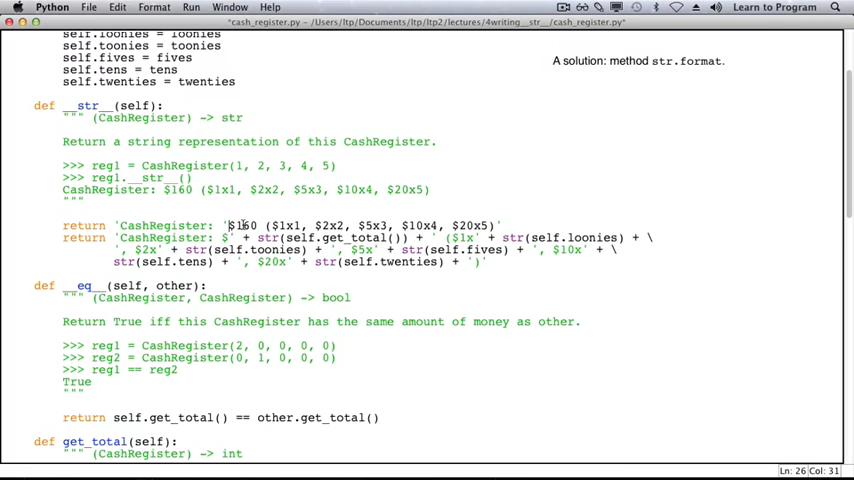 Python File Edit Format Run Window Help Learn to Program
*cash_register.py - /Users/ltp/Documents/ltp2/lectures/4writing__str__/cash_register.py*
self.loonies = loonies
self.toonies = toonies
self.fives = fives
self.tens = tens
self.twenties = twenties
A solution: method str.format.
def __str__(self):
""" (CashRegister) -> str
Return a string representation of this CashRegister.
>>> reg1 = CashRegister(1, 2, 3, 4, 5)
>>> reg1.__str__()
CashRegister: $160 ($1x1, $2x2, $5x3, $10x4, $20x5)
"""
return 'CashRegister: '$160 ($1x1, $2x2, $5x3, $10x4, $20x5)'
return 'CashRegister: $' + str(self.get_total()) + ' ($1x' + str(self.loonies) + \
', $2x' + str(self.toonies) + ', $5x' + str(self.fives) + ', $10x' + \
str(self.tens) + ', $20x' + str(self.twenties) + ')'
def __eq__(self, other):
""" (CashRegister, CashRegister) -> bool
Return True iff this CashRegister has the same amount of money as other.
>>> reg1 = CashRegister(2, 0, 0, 0, 0)
>>> reg2 = CashRegister(0, 1, 0, 0, 0)
>>> reg1 == reg2
True
"""
return self.get_total() == other.get_total()
def get_total(self):
""" (CashRegister) -> int
Ln: 26 Col: 31